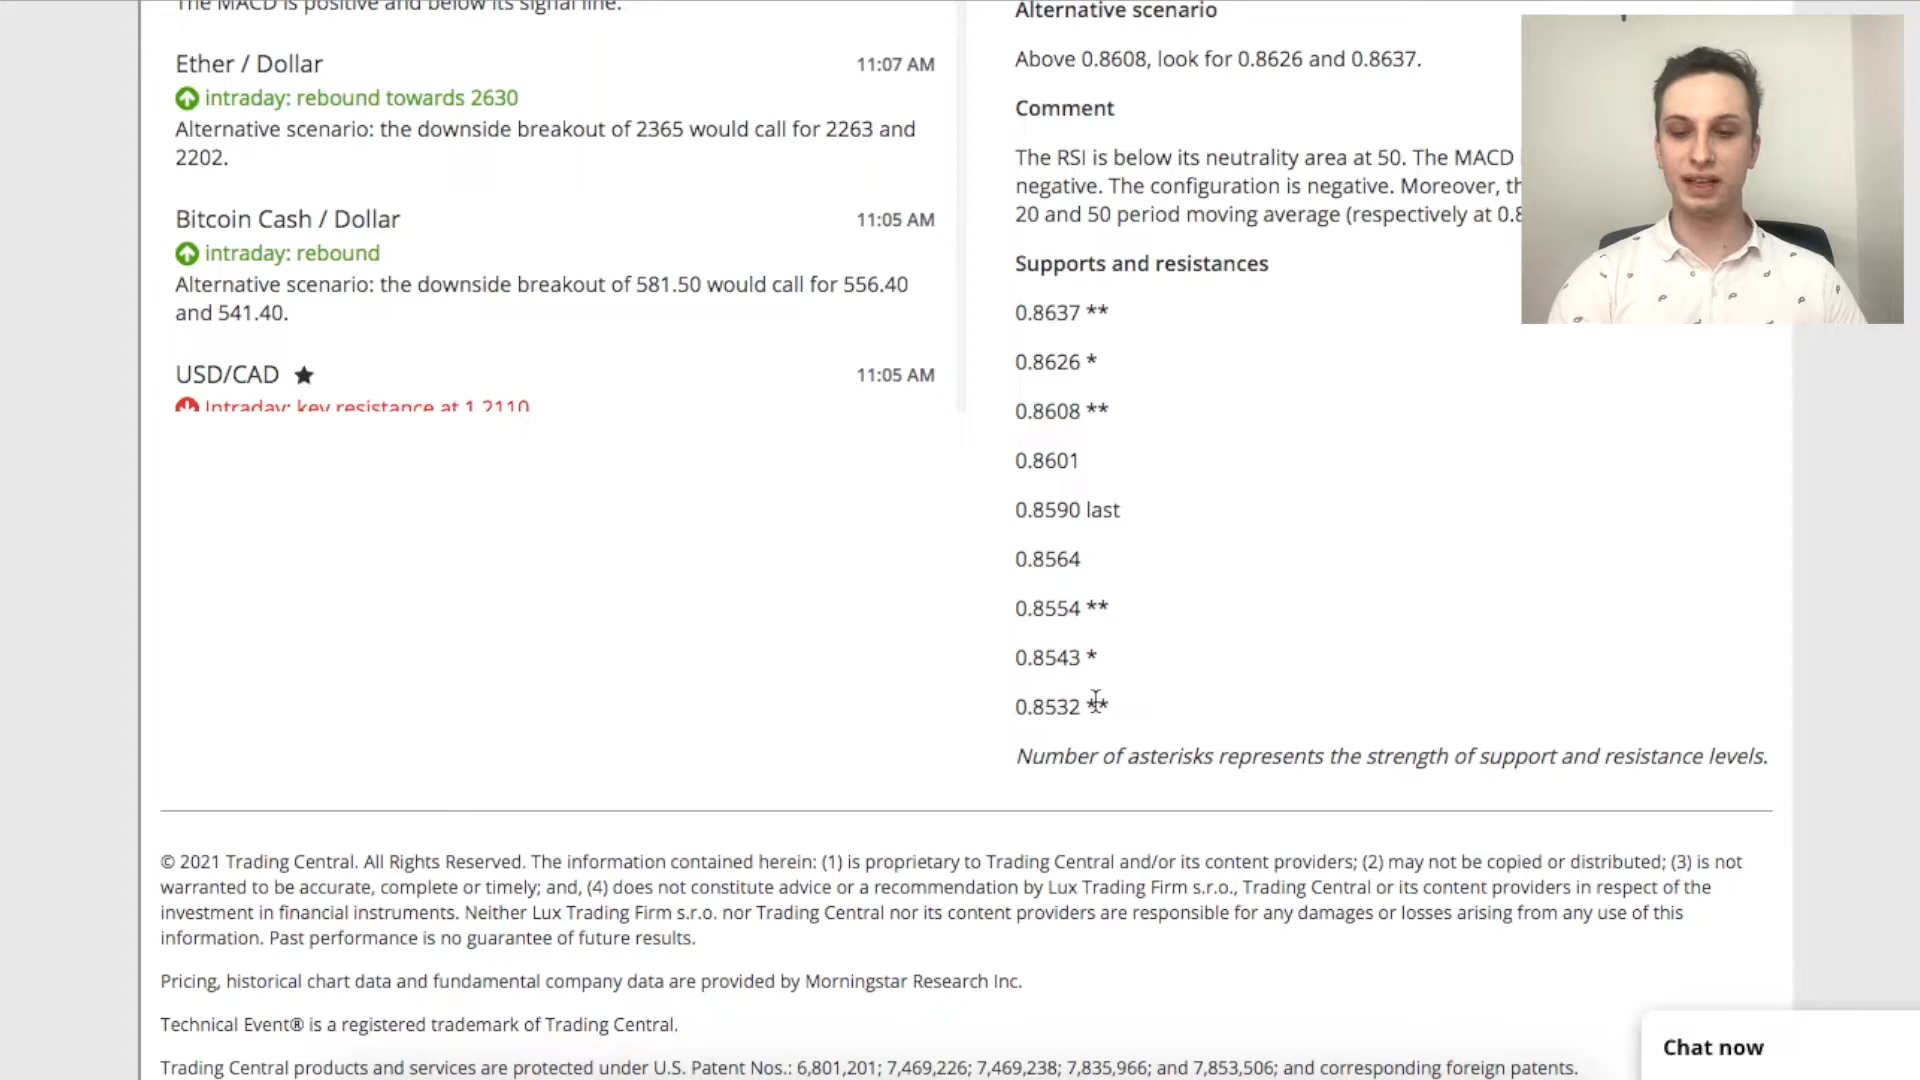 The MACD is positive and below its signal line.
Ether / Dollar
11:07 AM
intraday: rebound towards 2630
Alternative scenario: the downside breakout of 2365 would call for 2263 and
2202.
Bitcoin Cash / Dollar
11:05 AM
intraday: rebound
Alternative scenario: the downside breakout of 581.50 would call for 556.40
and 541.40.
USD/CAD ★
11:05 AM
Intraday: key resistance at 1.2110
Alternative scenario
Above 0.8608, look for 0.8626 and 0.8637.
Comment
The RSI is below its neutrality area at 50. The MACD
negative. The configuration is negative. Moreover, th
20 and 50 period moving average (respectively at 0.8
Supports and resistances
0.8637 **
0.8626 *
0.8608 **
0.8601
0.8590 last
0.8564
0.8554 **
0.8543 *
0.8532 **
Number of asterisks represents the strength of support and resistance levels.
© 2021 Trading Central. All Rights Reserved. The information contained herein: (1) is proprietary to Trading Central and/or its content providers; (2) may not be copied or distributed; (3) is not
warranted to be accurate, complete or timely; and, (4) does not constitute advice or a recommendation by Lux Trading Firm s.r.o., Trading Central or its content providers in respect of the
investment in financial instruments. Neither Lux Trading Firm s.r.o. nor Trading Central nor its content providers are responsible for any damages or losses arising from any use of this
information. Past performance is no guarantee of future results.
Pricing, historical chart data and fundamental company data are provided by Morningstar Research Inc.
Technical Event® is a registered trademark of Trading Central.
Trading Central products and services are protected under U.S. Patent Nos.: 6,801,201; 7,469,226; 7,469,238; 7,835,966; and 7,853,506; and corresponding foreign patents.
Chat now